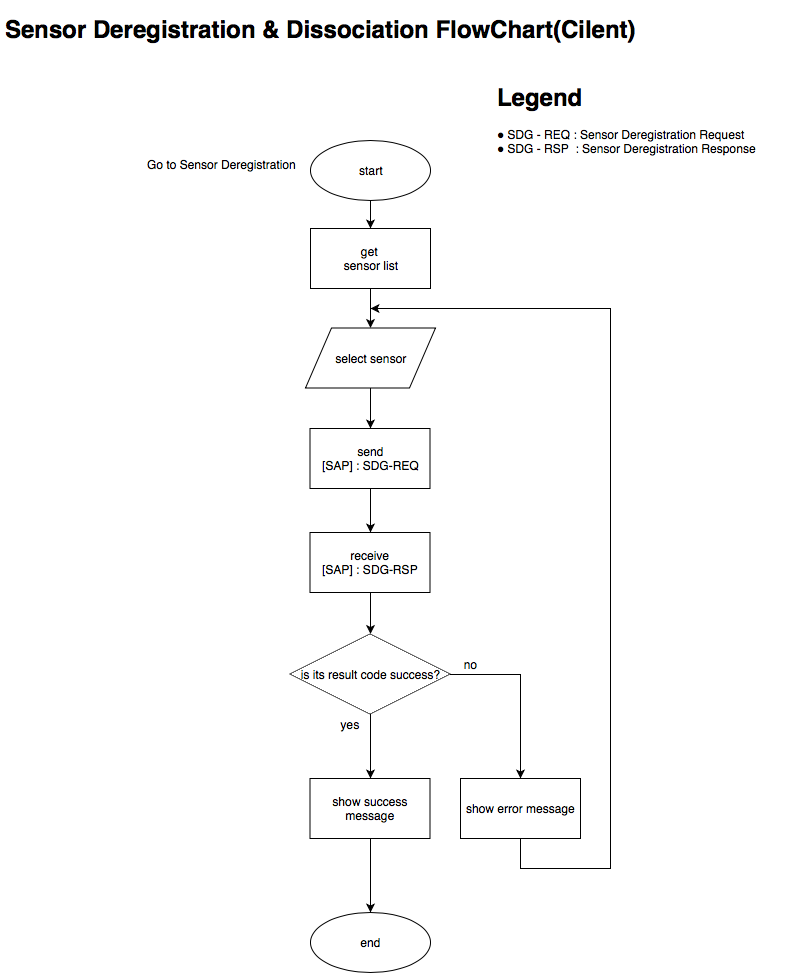 Sensor Deregistration & Dissociation FlowChart(Cilent)
Legend
● SDG - REQ : Sensor Deregistration Request
● SDG - RSP : Sensor Deregistration Response
Go to Sensor Deregistration
start
get
sensor list
select sensor
send
[SAP] : SDG-REQ
receive
[SAP] : SDG-RSP
is its result code success?
no
yes
show success
message
show error message
end